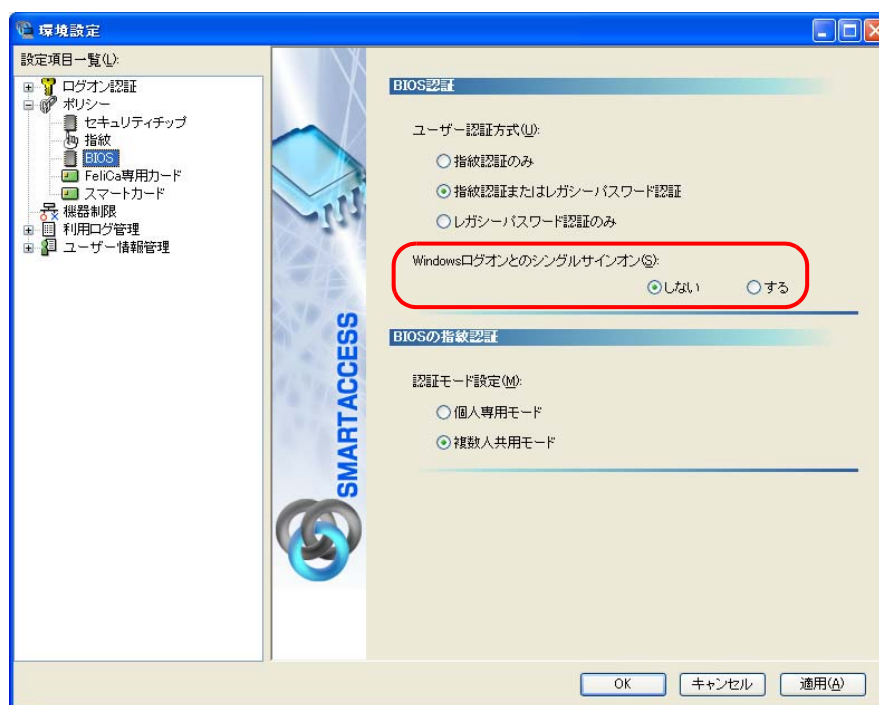 環境設定
設定項目一覧(L):
ログオン認証
ポリシー
セキュリティチップ
指紋
BIOS
FeliCa専用カード
スマートカード
機器制限
利用ログ管理
ユーザー情報管理
SMARTACCESS
BIOS認証
ユーザー認証方式(U):
指紋認証のみ
指紋認証またはレガシーパスワード認証
レガシーパスワード認証のみ
Windowsログオンとのシングルサインオン(S):
しない する
BIOSの指紋認証
認証モード設定(M):
個人専用モード
複数人共用モード
OK キャンセル 適用(A)